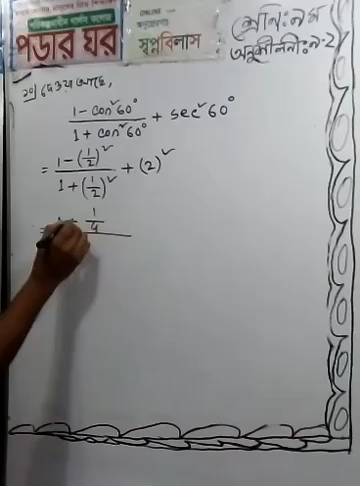 পড়ার ঘর
স্বপ্নবিলাস
শ্রেনি:৯ম
অনুশীলনী:৯.২
২০) দেওয়া আছে,
1 - cos²60° / 1 + cos²60° + sec²60°
= 1 - (1/2)² / 1 + (1/2)² + (2)²
= 1 - 1/4